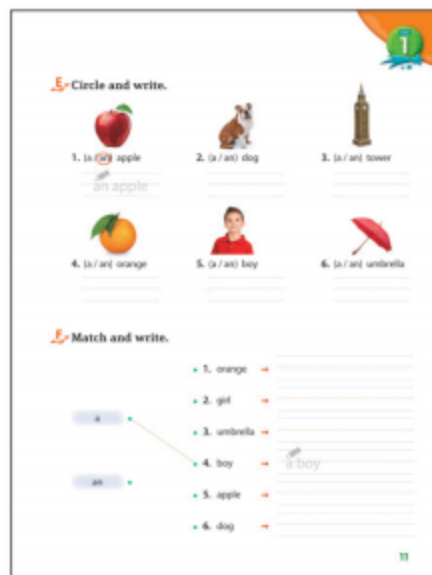 1
E Circle and write.
1. (a / an) apple 2. (a / an) dog 3. (a / an) tower
an apple
4. (a / an) orange 5. (a / an) boy 6. (a / an) umbrella
F Match and write.
1. orange →
2. girl →
a
3. umbrella →
4. boy → a boy
an
5. apple →
6. dog →
11